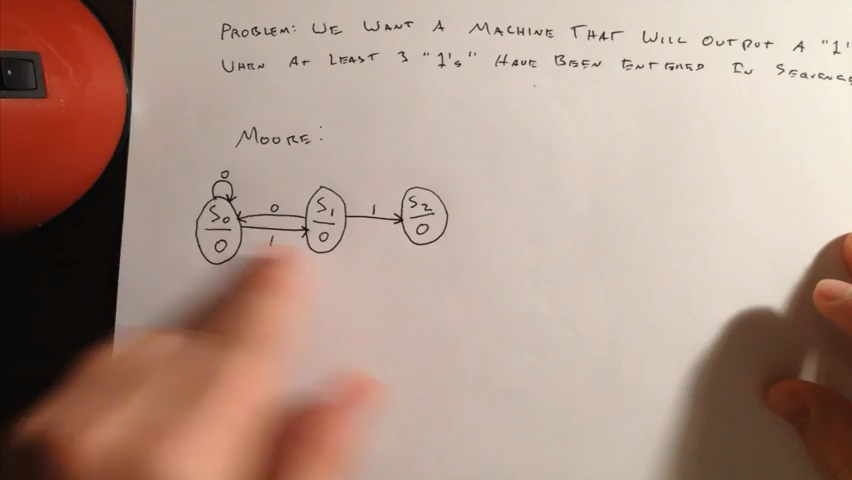 PROBLEM: WE WANT A MACHINE THAT WILL OUTPUT A "1"
WHEN AT LEAST 3 "1's" HAVE BEEN ENTERED IN SEQUENCE
MOORE:
0
S0 0 S1 1 S2
0 1 0 0